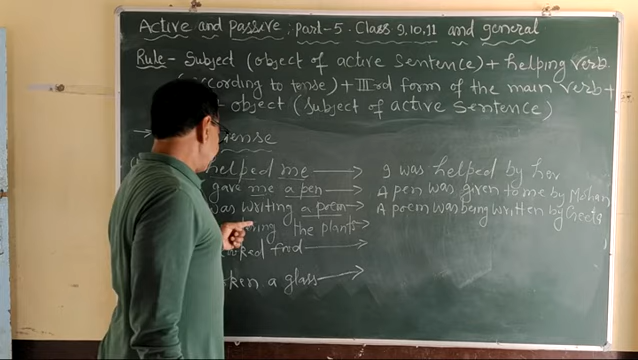 Active and passive, Part-5. Class 9,10,11 and general
Rule- Subject (object of active Sentence) + helping verb
(according to tense) + IIIrd form of the main verb +
object (Subject of active Sentence)
Tense
helped me → I was helped by her
gave me a pen → A pen was given to me by Mohan
was writing a poem → A poem was being written by Geeta
the plants →
food →
a glass →